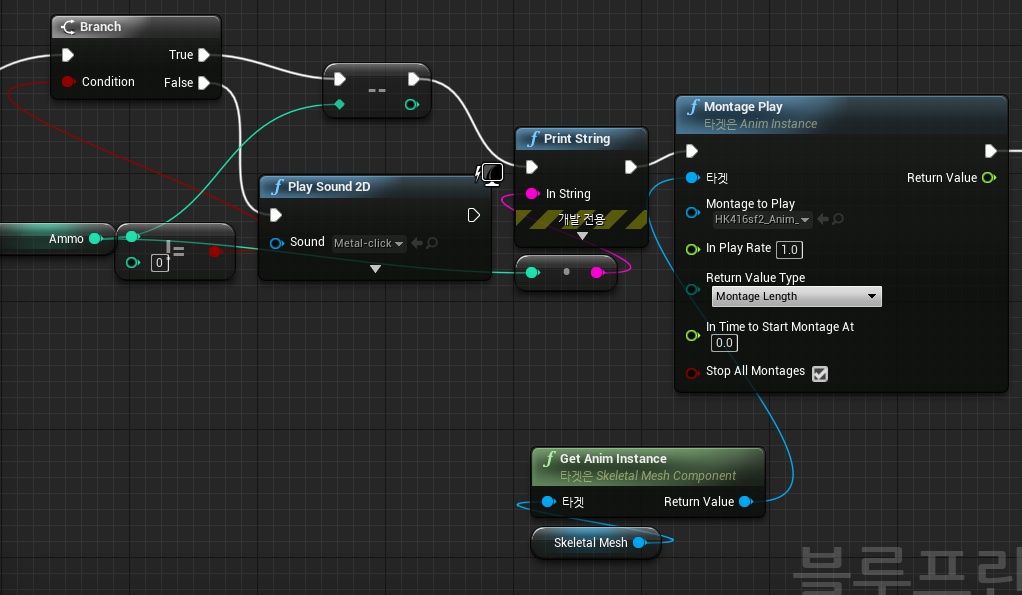 Branch
True
Condition
False
--
Ammo
!=
0
f Play Sound 2D
Sound
Metal-click
f Print String
In String
개발 전용
f Montage Play
타겟은 Anim Instance
타겟
Return Value
Montage to Play
HK416sf2_Anim_
In Play Rate 1.0
Return Value Type
Montage Length
In Time to Start Montage At
0.0
Stop All Montages
f Get Anim Instance
타겟은 Skeletal Mesh Component
타겟
Return Value
Skeletal Mesh
블루프린